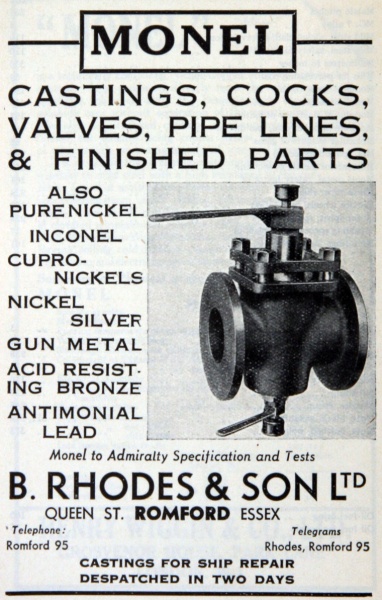 MONEL
CASTINGS, COCKS,
VALVES, PIPE LINES,
& FINISHED PARTS
ALSO
PURE NICKEL
INCONEL
CUPRO-
NICKELS
NICKEL
SILVER
GUN METAL
ACID RESIST-
ING BRONZE
ANTIMONIAL
LEAD
Monel to Admiralty Specification and Tests
B. RHODES & SON LTD
QUEEN ST. ROMFORD ESSEX
Telephone: Telegrams
Romford 95 Rhodes, Romford 95
CASTINGS FOR SHIP REPAIR
DESPATCHED IN TWO DAYS